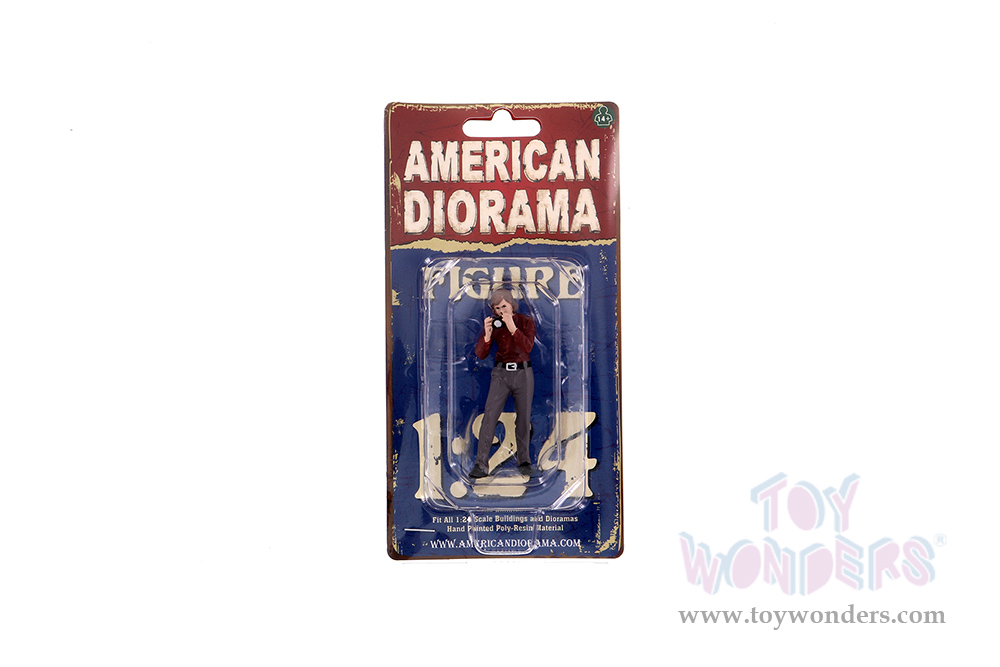 14+
AMERICAN
DIORAMA
FIGURE
1:24
Fit All 1:24 Scale Buildings and Dioramas
Hand Painted Poly-Resin Material
WWW.AMERICANDIORAMA.COM
TOY
WONDERS®
www.toywonders.com